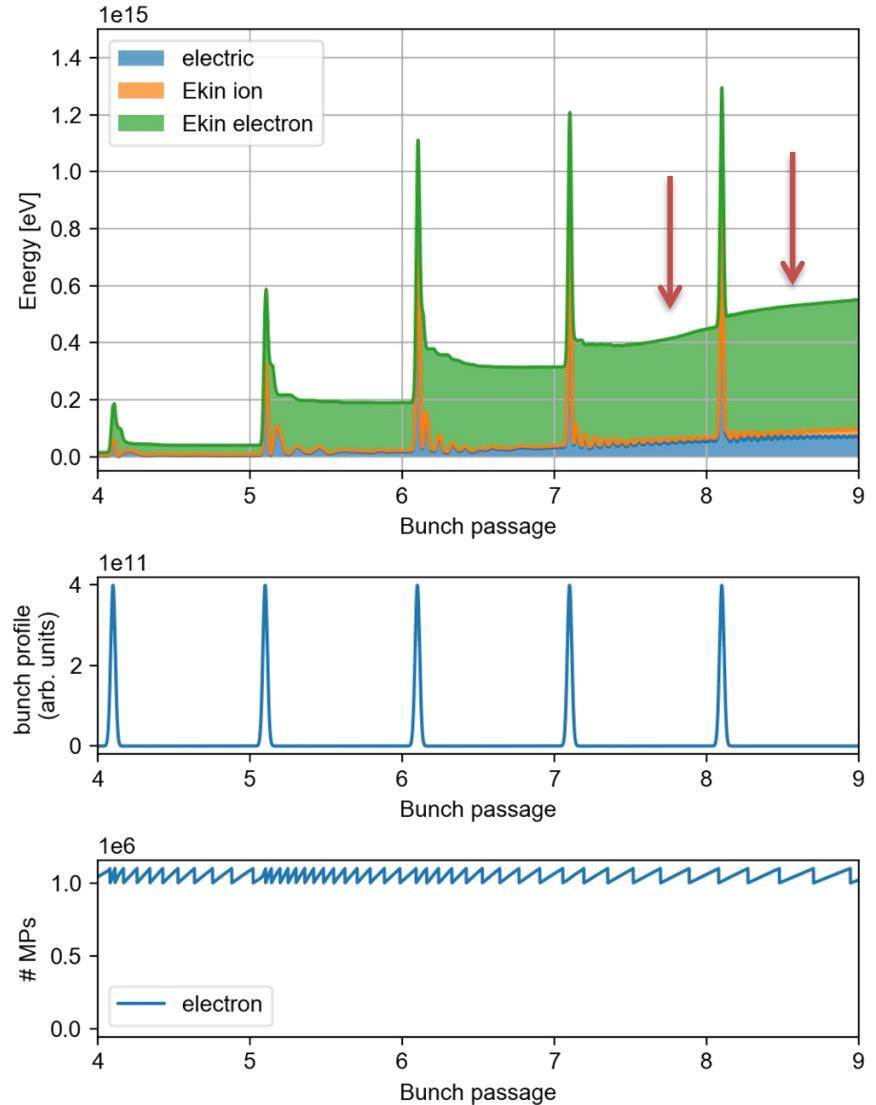 1e15
electric
Ekin ion
Ekin electron
1.4
1.2
1.0
0.8
0.6
0.4
0.2
0.0
Energy [eV]
4 5 6 7 8 9
Bunch passage
1e11
4
2
0
bunch profile
(arb. units)
4 5 6 7 8 9
Bunch passage
1e6
1.0
0.5
0.0
# MPs
electron
4 5 6 7 8 9
Bunch passage